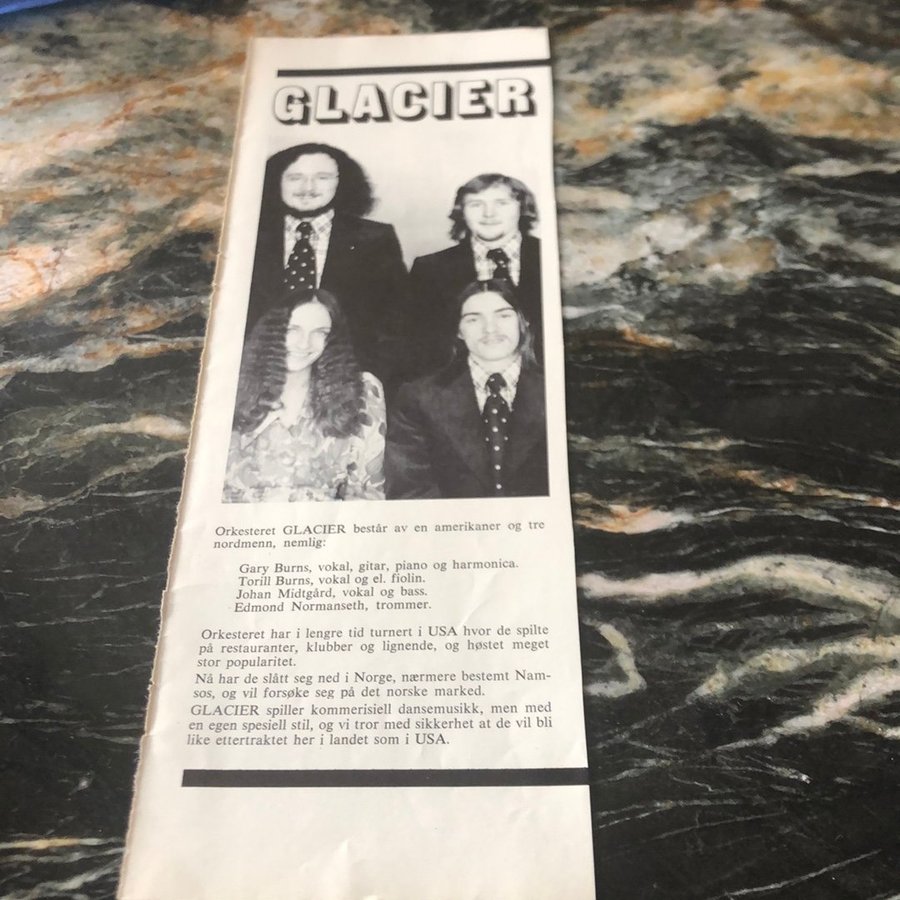 GLACIER
Orkesteret GLACIER består av en amerikaner og tre
nordmenn, nemlig:
Gary Burns, vokal, gitar, piano og harmonica.
Torill Burns, vokal og el. fiolin.
Johan Midtgård, vokal og bass.
Edmond Normanseth, trommer.
Orkesteret har i lengre tid turnert i USA hvor de spilte
på restauranter, klubber og lignende, og høstet meget
stor popularitet.
Nå har de slått seg ned i Norge, nærmere bestemt Nam-
sos, og vil forsøke seg på det norske marked.
GLACIER spiller kommerisiell dansemusikk, men med
en egen spesiell stil, og vi tror med sikkerhet at de vil bli
like ettertraktet her i landet som i USA.